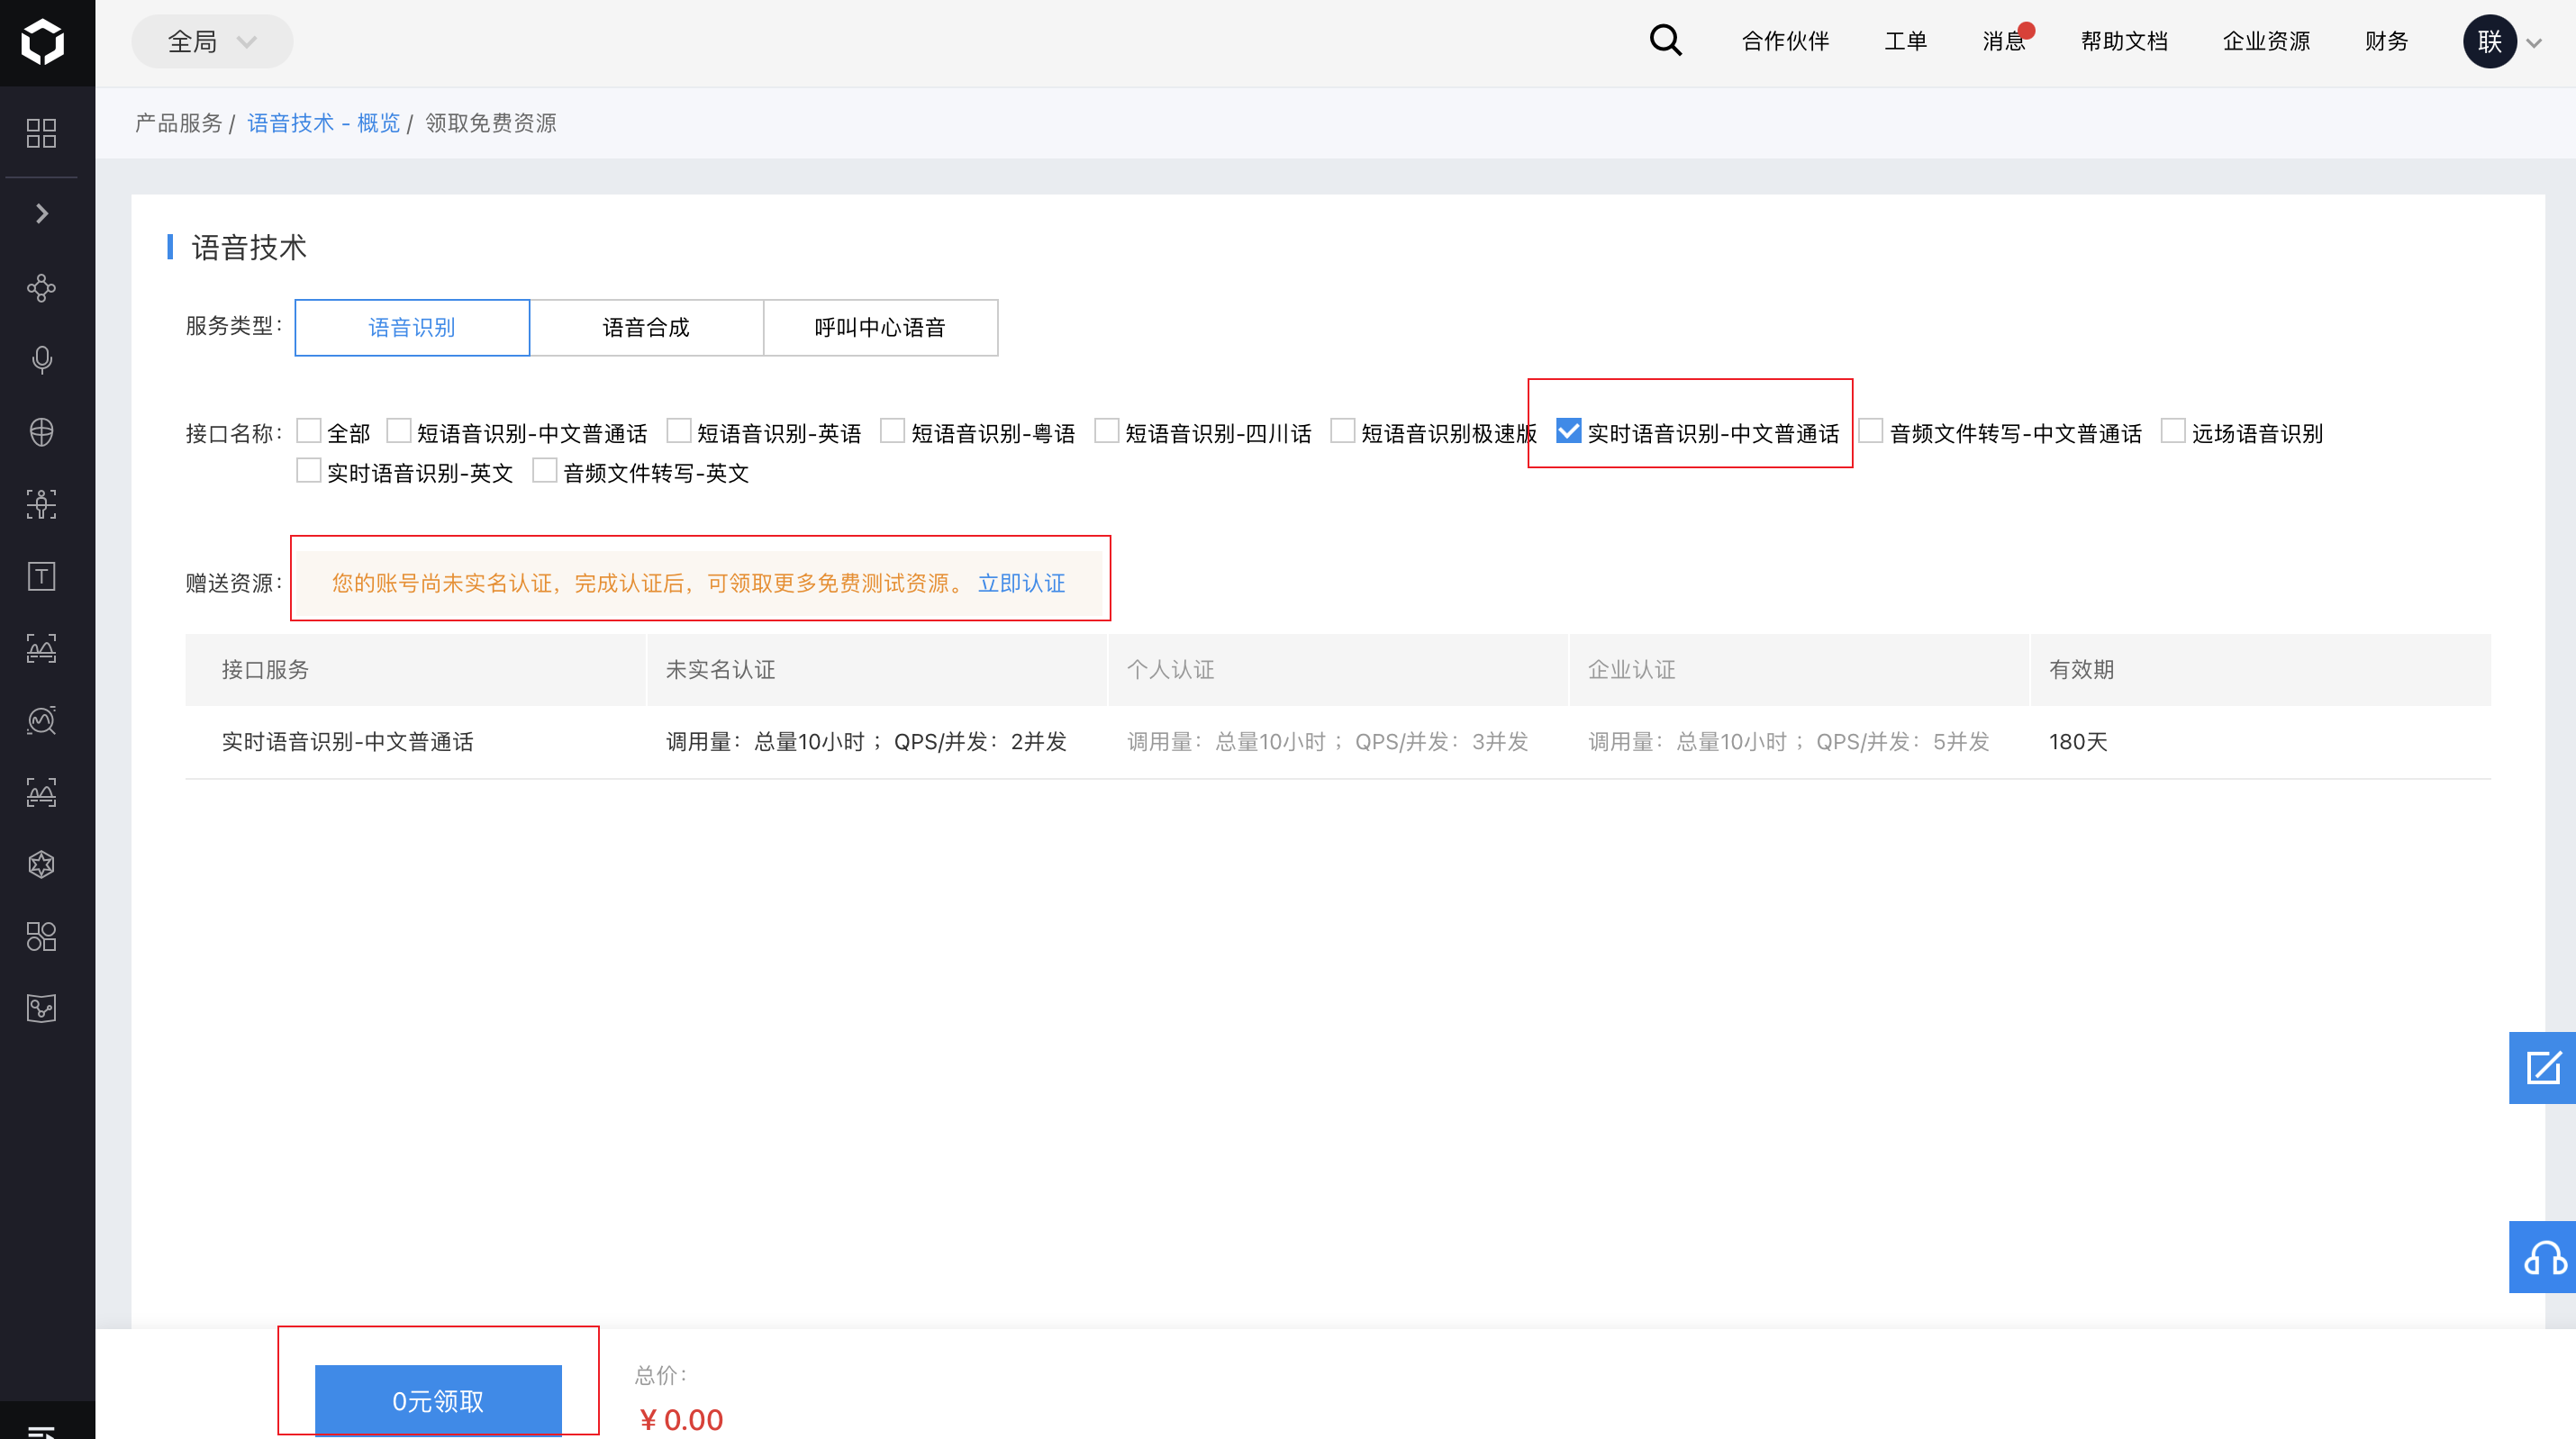 全局
合作伙伴 工单 消息 帮助文档 企业资源 财务 联
产品服务 / 语音技术 - 概览 / 领取免费资源
语音技术
服务类型: 语音识别 语音合成 呼叫中心语音
接口名称: 全部 短语音识别-中文普通话 短语音识别-英语 短语音识别-粤语 短语音识别-四川话 短语音识别极速版 实时语音识别-中文普通话 音频文件转写-中文普通话 远场语音识别
实时语音识别-英文 音频文件转写-英文
赠送资源: 您的账号尚未实名认证，完成认证后，可领取更多免费测试资源。 立即认证
接口服务 未实名认证 个人认证 企业认证 有效期
实时语音识别-中文普通话 调用量：总量10小时 ；QPS/并发：2并发 调用量：总量10小时 ；QPS/并发：3并发 调用量：总量10小时 ；QPS/并发：5并发 180天
0元领取
总价:
¥ 0.00